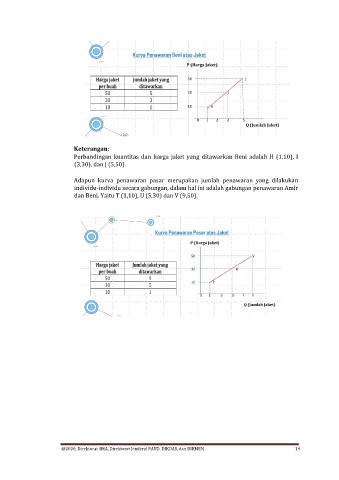 Kurva Penawaran Beni atas Jaket
P (Harga Jaket)
Harga jaket per buah | Jumlah jaket yang ditawarkan
50 5
30 3
10 1
50 J
30 I
10 H
0 1 2 3 5
Q (Jumlah Jaket)
Keterangan:
Perbandingan kuantitas dan harga jaket yang ditawarkan Beni adalah H (1,10), I
(3,30), dan J (5,50).
Adapun kurva penawaran pasar merupakan jumlah penawaran yang dilakukan
individu-individu secara gabungan, dalam hal ini adalah gabungan penawaran Amir
dan Beni. Yaitu T (1,10), U (5,30) dan V (9,50).
Kurva Penawaran Pasar atas Jaket
P (Harga Jaket)
Harga jaket per buah | Jumlah jaket yang ditawarkan
50 9
30 5
10 1
50 V
30
10 T
Q (Jumlah Jaket)
@2020, Direktorat SMA, Direktorat Jenderal PAUD, DIKDAS, dan DIKMEN 14